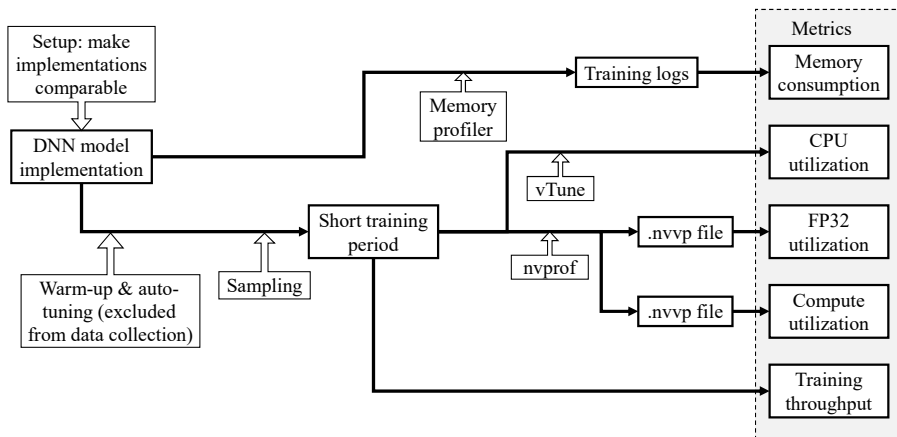 Setup: make
implementations
comparable
DNN model
implementation
Memory
profiler
Training logs
Metrics
Memory
consumption
CPU
utilization
vTune
Short training
period
Warm-up & auto-
tuning (excluded
from data collection)
Sampling
nvprof
.nvvp file
FP32
utilization
.nvvp file
Compute
utilization
Training
throughput